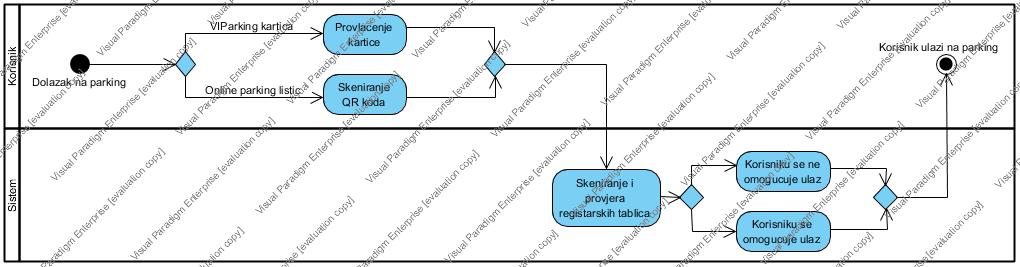 Korisnik
Dolazak na parking
VIParking kartica
Online parking listic
Provlacenje
kartice
Skeniranje
QR koda
Korisnik ulazi na parking
Sistem
Skeniranje i
provjera
registarskih tablica
Korisniku se ne
omogucuje ulaz
Korisniku se
omogucuje ulaz
Visual Paradigm Enterprise [evaluation copy]